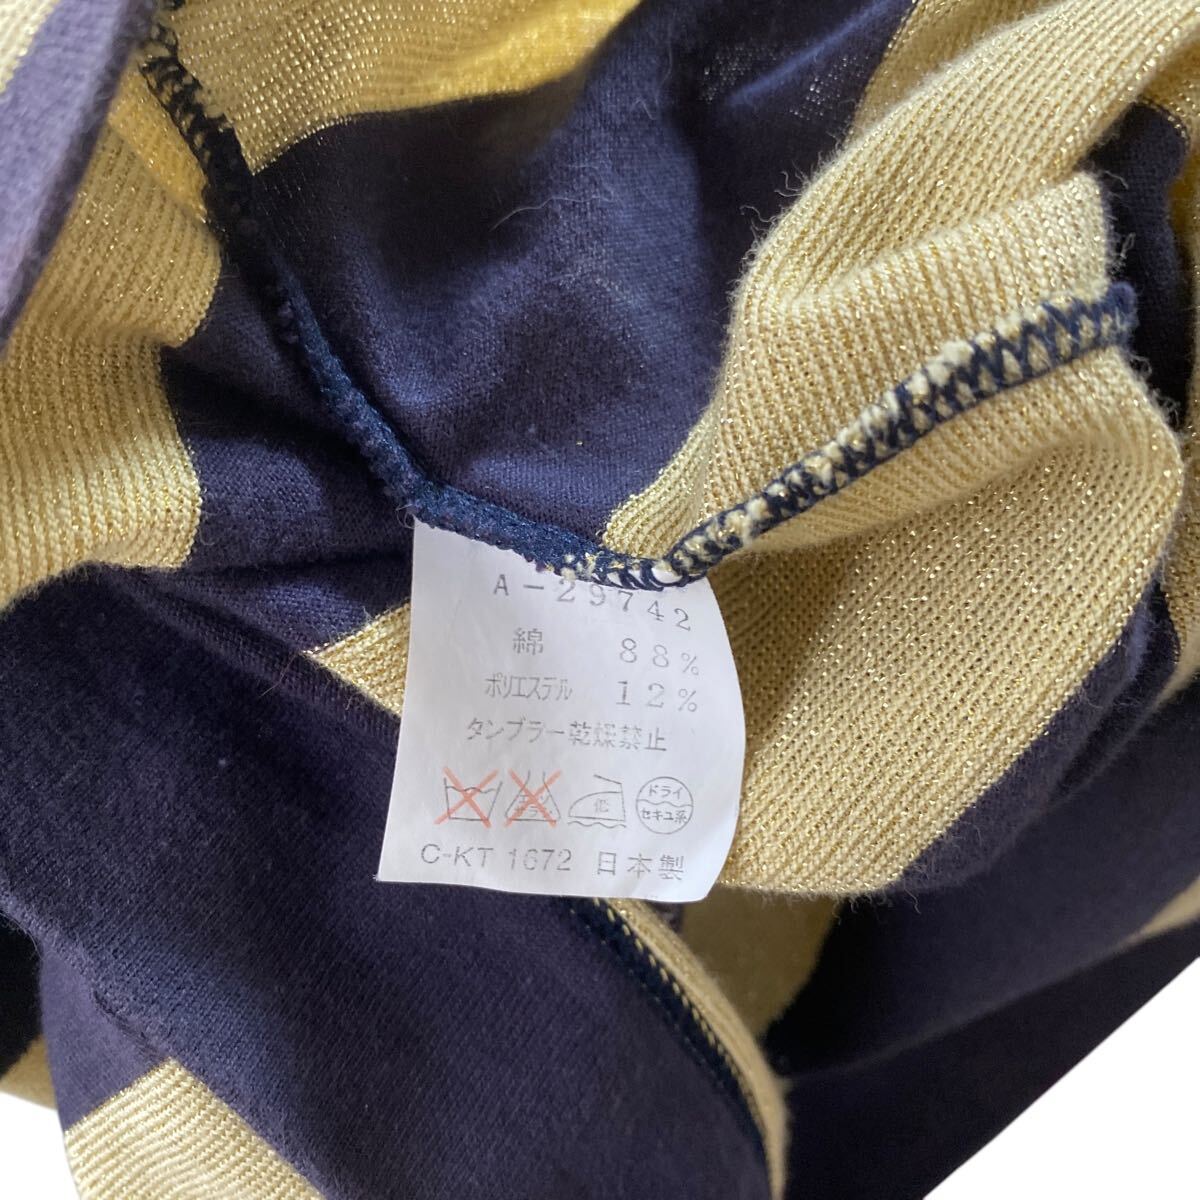 A-29742
綿 88%
ポリエステル 12%
タンブラー乾燥禁止
低 ドライ
セキユ系
C-KT 1672 日本製